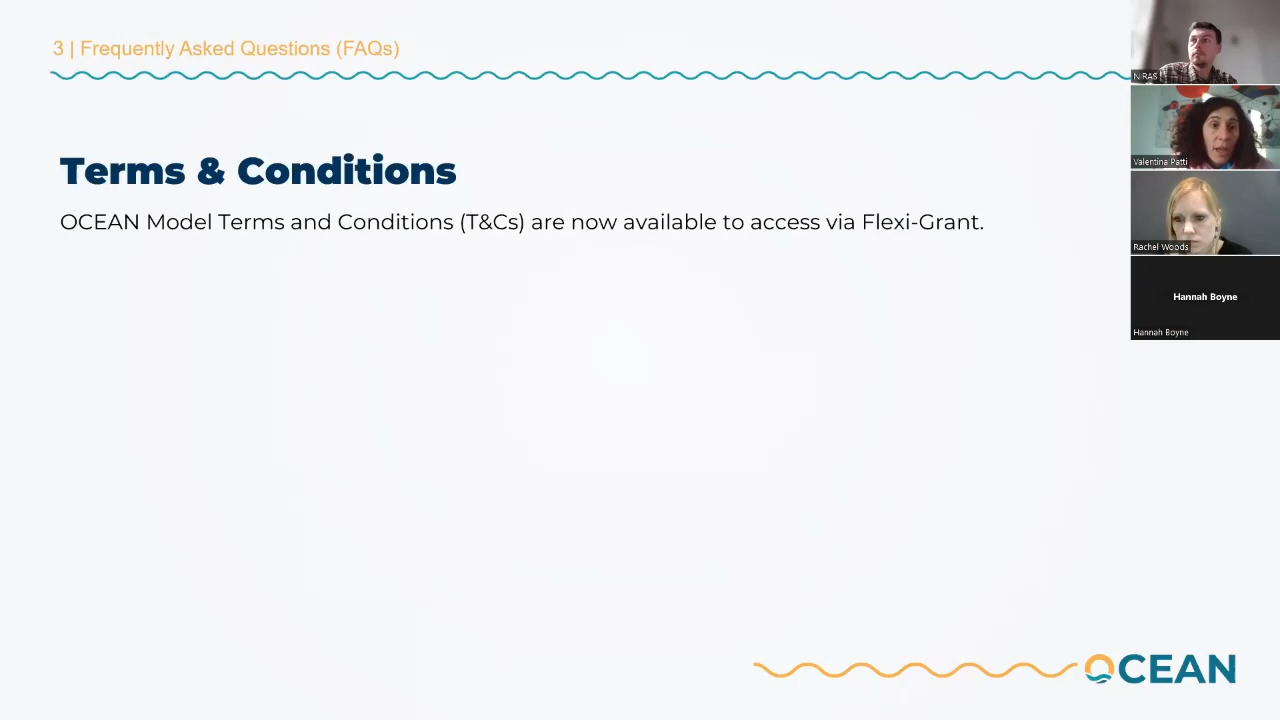 3 | Frequently Asked Questions (FAQs)
Terms & Conditions
OCEAN Model Terms and Conditions (T&Cs) are now available to access via Flexi-Grant.
NIRAS
Valentina Patti
Rachel Woods
Hannah Boyne
Hannah Boyne
OCEAN